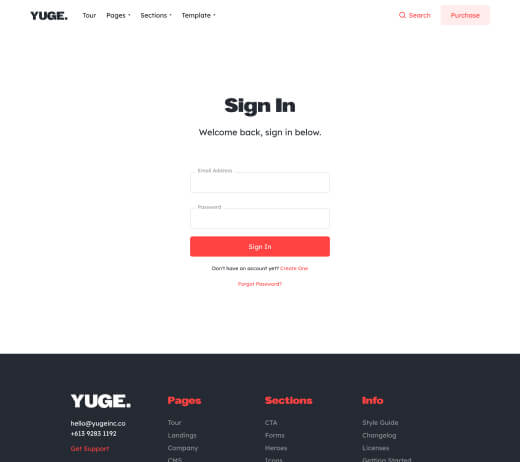 YUGE. Tour Pages Sections Template Search Purchase
Sign In
Welcome back, sign in below.
Email Address
Password
Sign In
Don't have an account yet? Create One
Forgot Password?
YUGE.
hello@yugeinc.co
+613 9283 1192
Get Support
Pages
Tour
Landings
Company
CMS
Sections
CTA
Forms
Heroes
Icons
Info
Style Guide
Changelog
Licenses
Getting Started